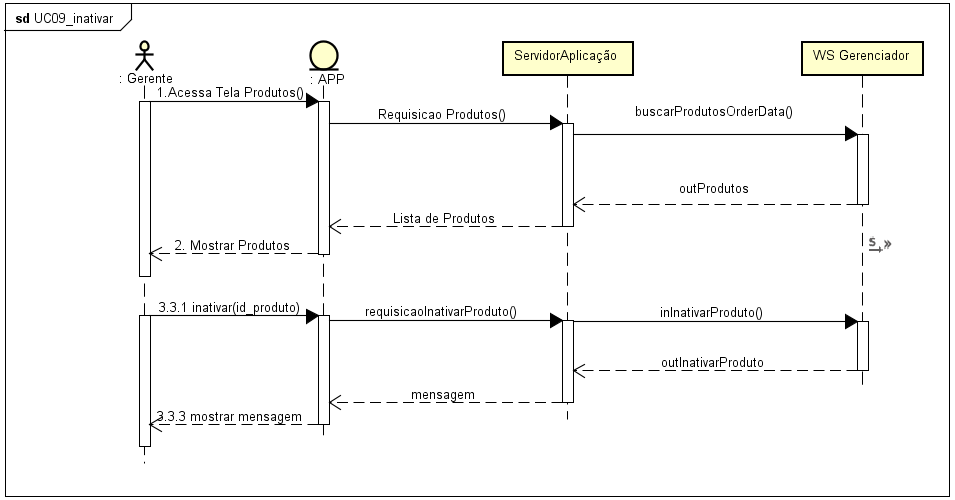 sd UC09_inativar
: Gerente
: APP
ServidorAplicação
WS Gerenciador
1.Acessa Tela Produtos()
Requisicao Produtos()
buscarProdutosOrderData()
outProdutos
Lista de Produtos
2. Mostrar Produtos
s
3.3.1 inativar(id_produto)
requisicaoInativarProduto()
inInativarProduto()
outInativarProduto
mensagem
3.3.3 mostrar mensagem